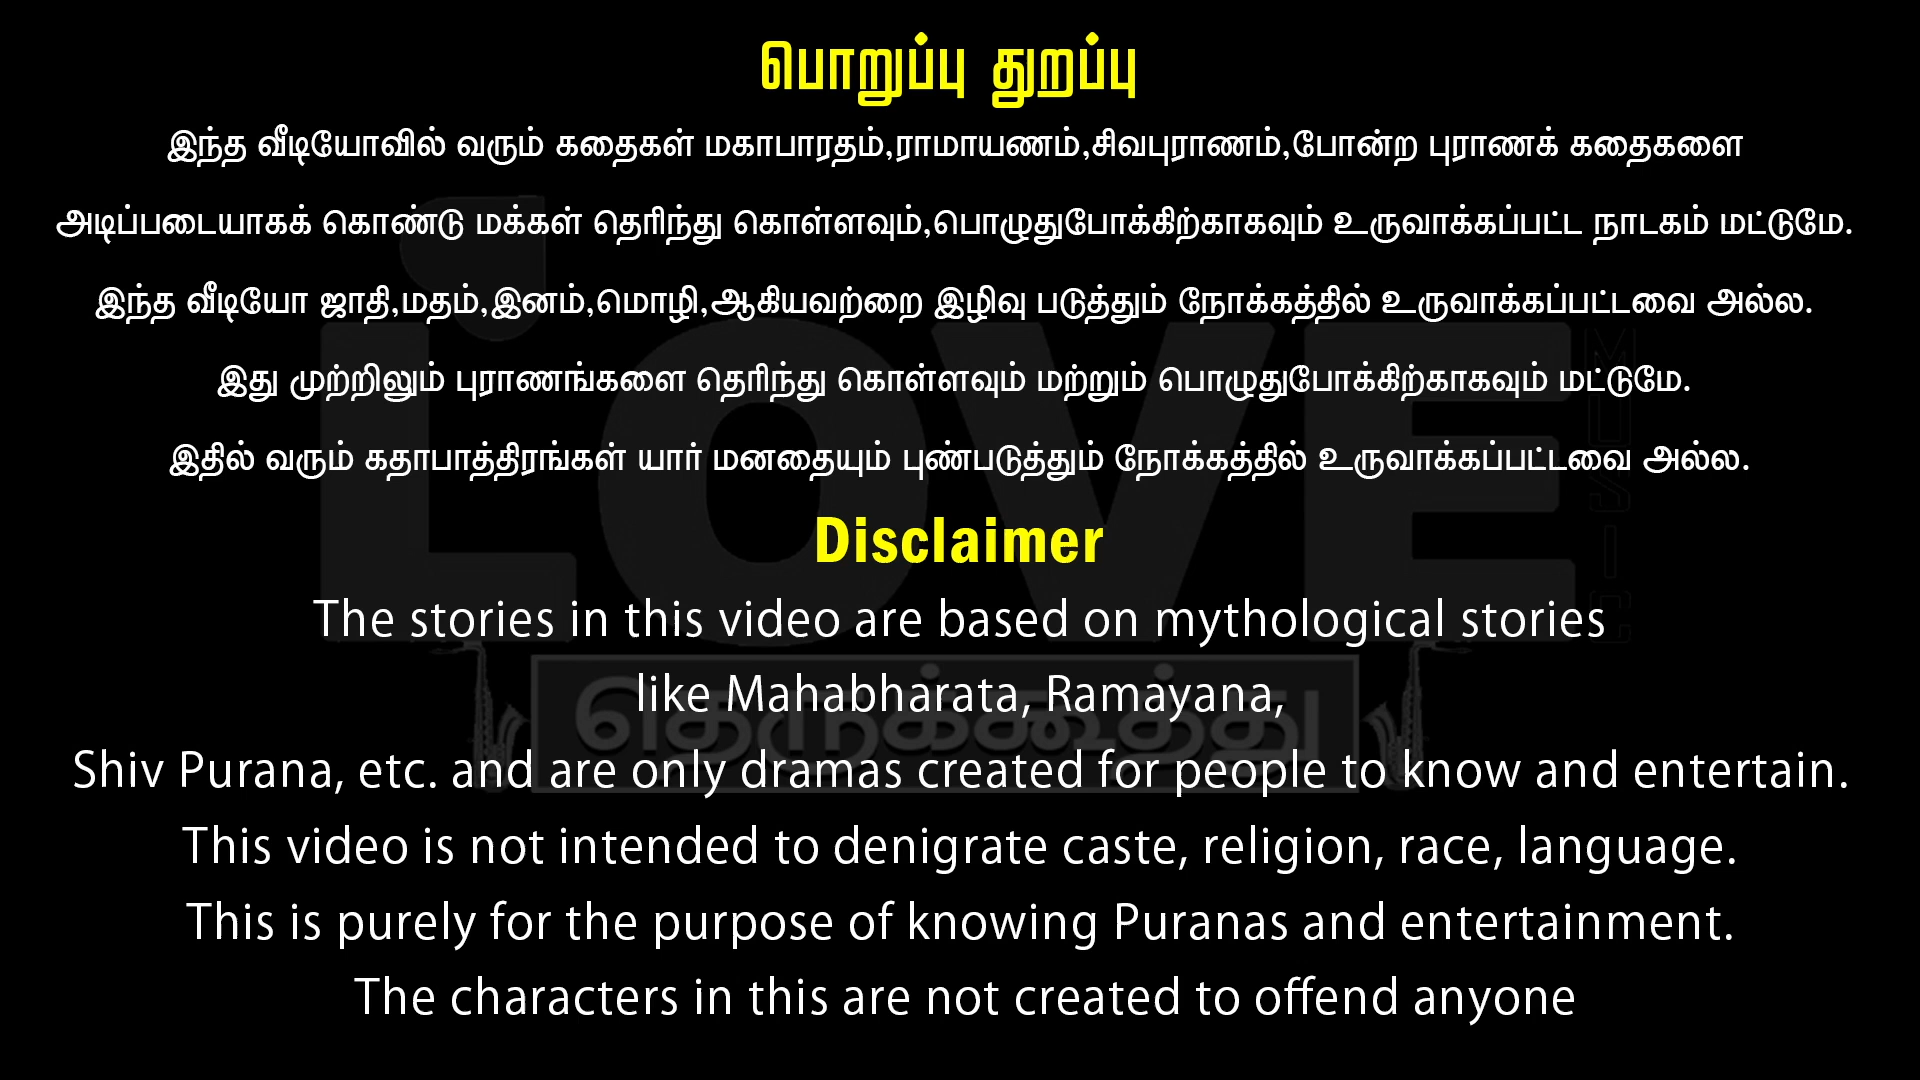 பொறுப்பு துறப்பு
இந்த வீடியோவில் வரும் கதைகள் மகாபாரதம்,ராமாயணம்,சிவபுராணம்,போன்ற புராணக் கதைகளை
அடிப்படையாகக் கொண்டு மக்கள் தெரிந்து கொள்ளவும்,பொழுதுபோக்கிற்காகவும் உருவாக்கப்பட்ட நாடகம் மட்டுமே.
இந்த வீடியோ ஜாதி,மதம்,இனம்,மொழி,ஆகியவற்றை இழிவு படுத்தும் நோக்கத்தில் உருவாக்கப்பட்டவை அல்ல.
இது முற்றிலும் புராணங்களை தெரிந்து கொள்ளவும் மற்றும் பொழுதுபோக்கிற்காகவும் மட்டுமே.
இதில் வரும் கதாபாத்திரங்கள் யார் மனதையும் புண்படுத்தும் நோக்கத்தில் உருவாக்கப்பட்டவை அல்ல.
Disclaimer
The stories in this video are based on mythological stories
like Mahabharata, Ramayana,
Shiv Purana, etc. and are only dramas created for people to know and entertain.
This video is not intended to denigrate caste, religion, race, language.
This is purely for the purpose of knowing Puranas and entertainment.
The characters in this are not created to offend anyone
LOVE
MUSIC
தெருக்கூத்து